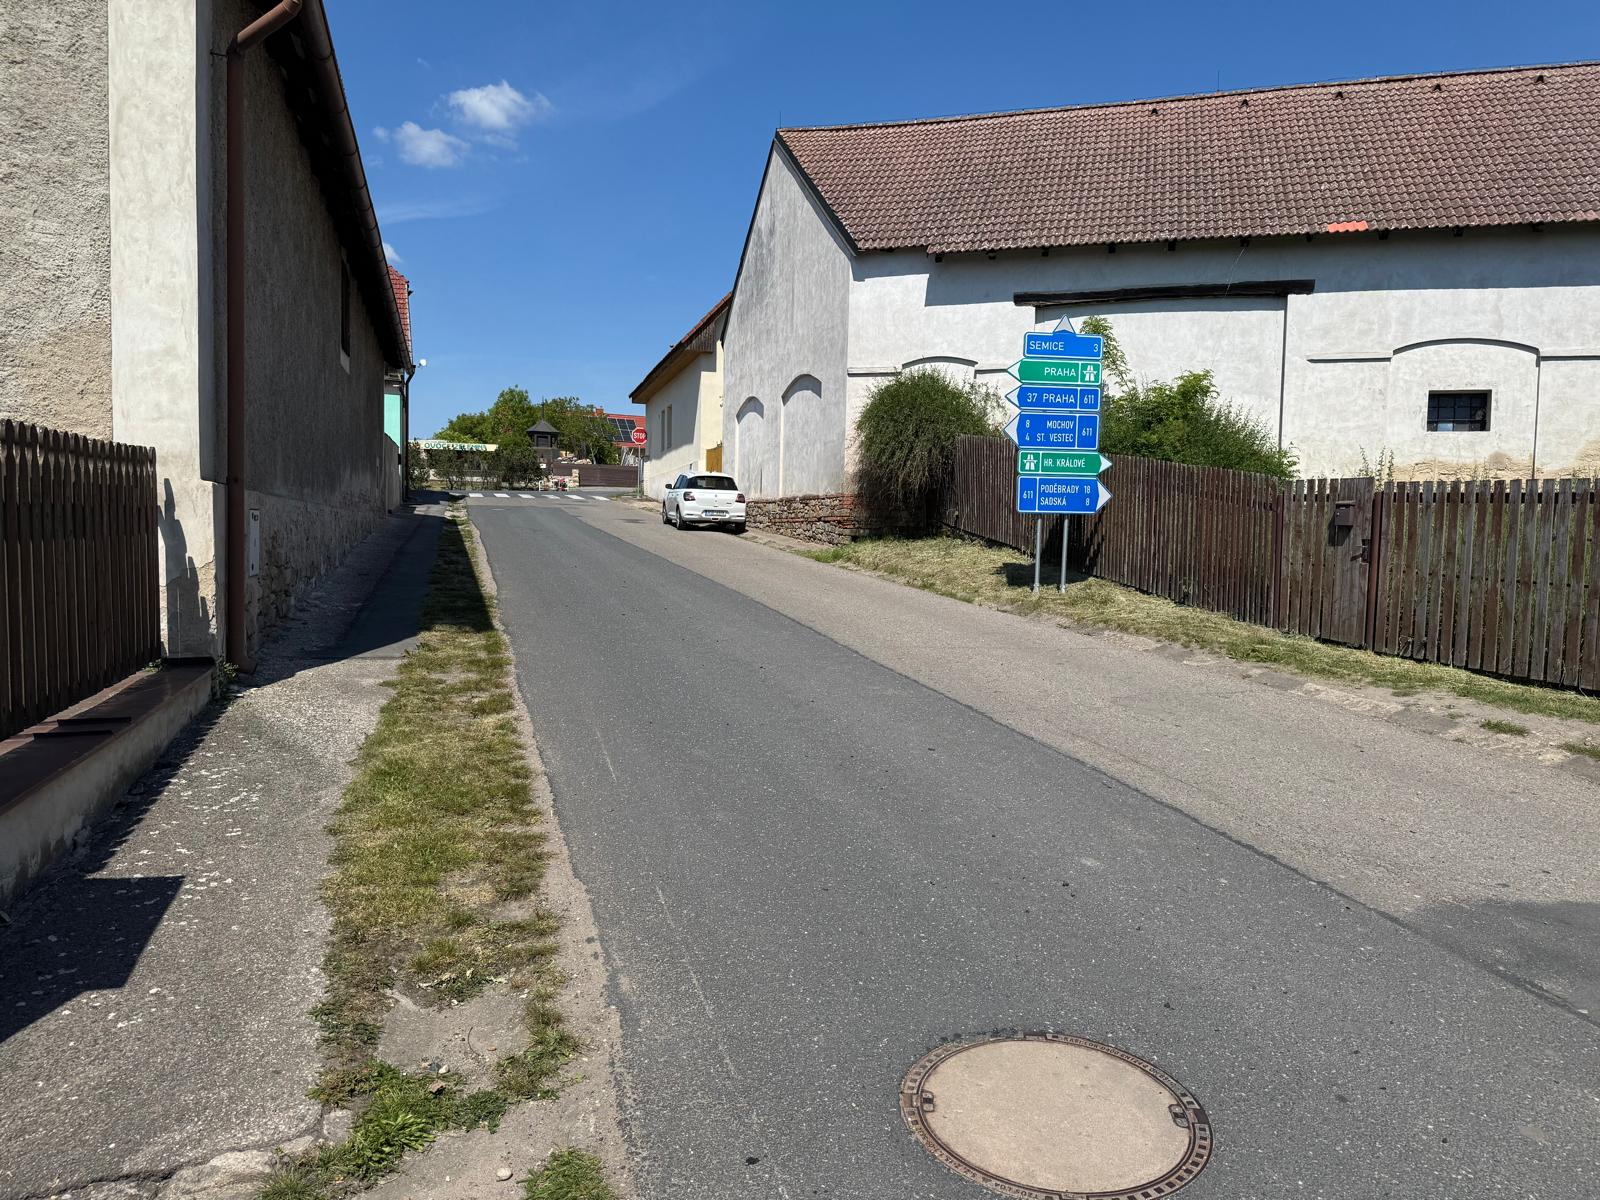 SEMICE 3
PRAHA
37 PRAHA 611
8 MOCHOV 611
4 ST. VESTEC
HR. KRÁLOVÉ
611 PODĚBRADY 18
SADSKÁ 8
STOP